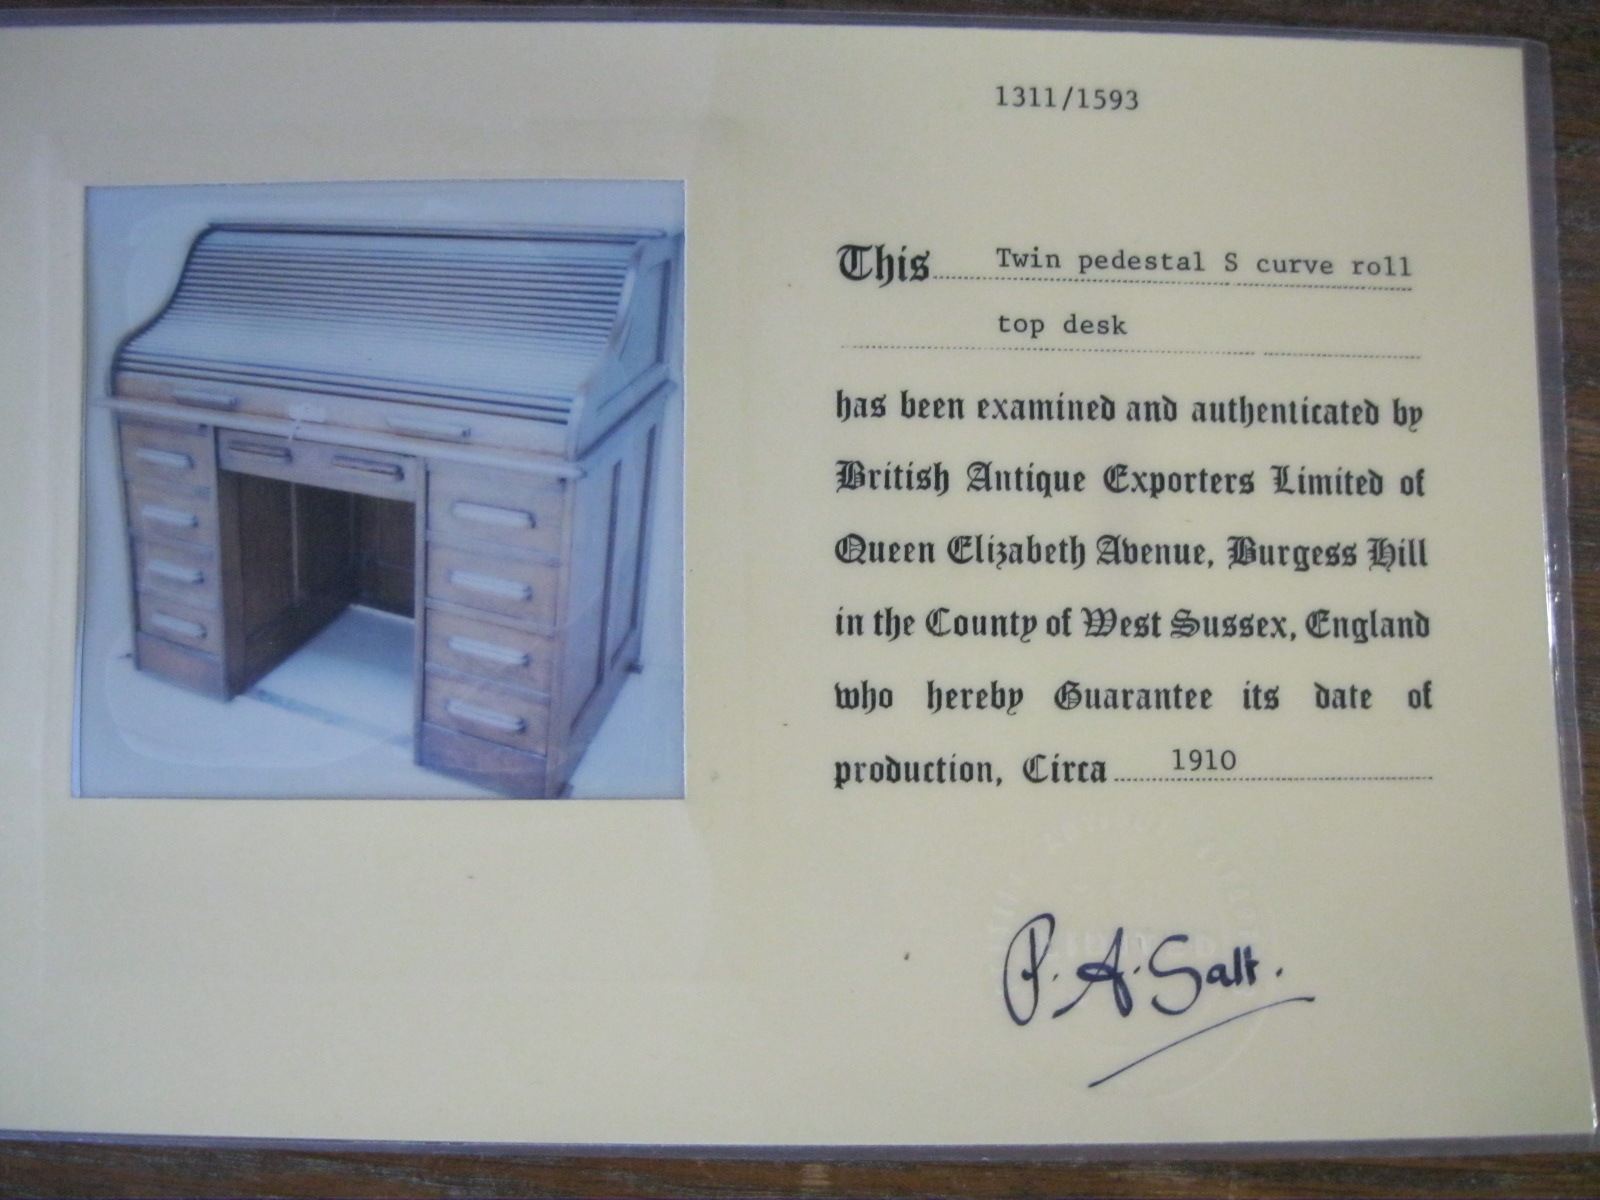 1311/1593
This Twin pedestal S curve roll
top desk
has been examined and authenticated by
British Antique Exporters Limited of
Queen Elizabeth Avenue, Burgess Hill
in the County of West Sussex, England
who hereby Guarantee its date of
production, Circa 1910
P. A. Salt.